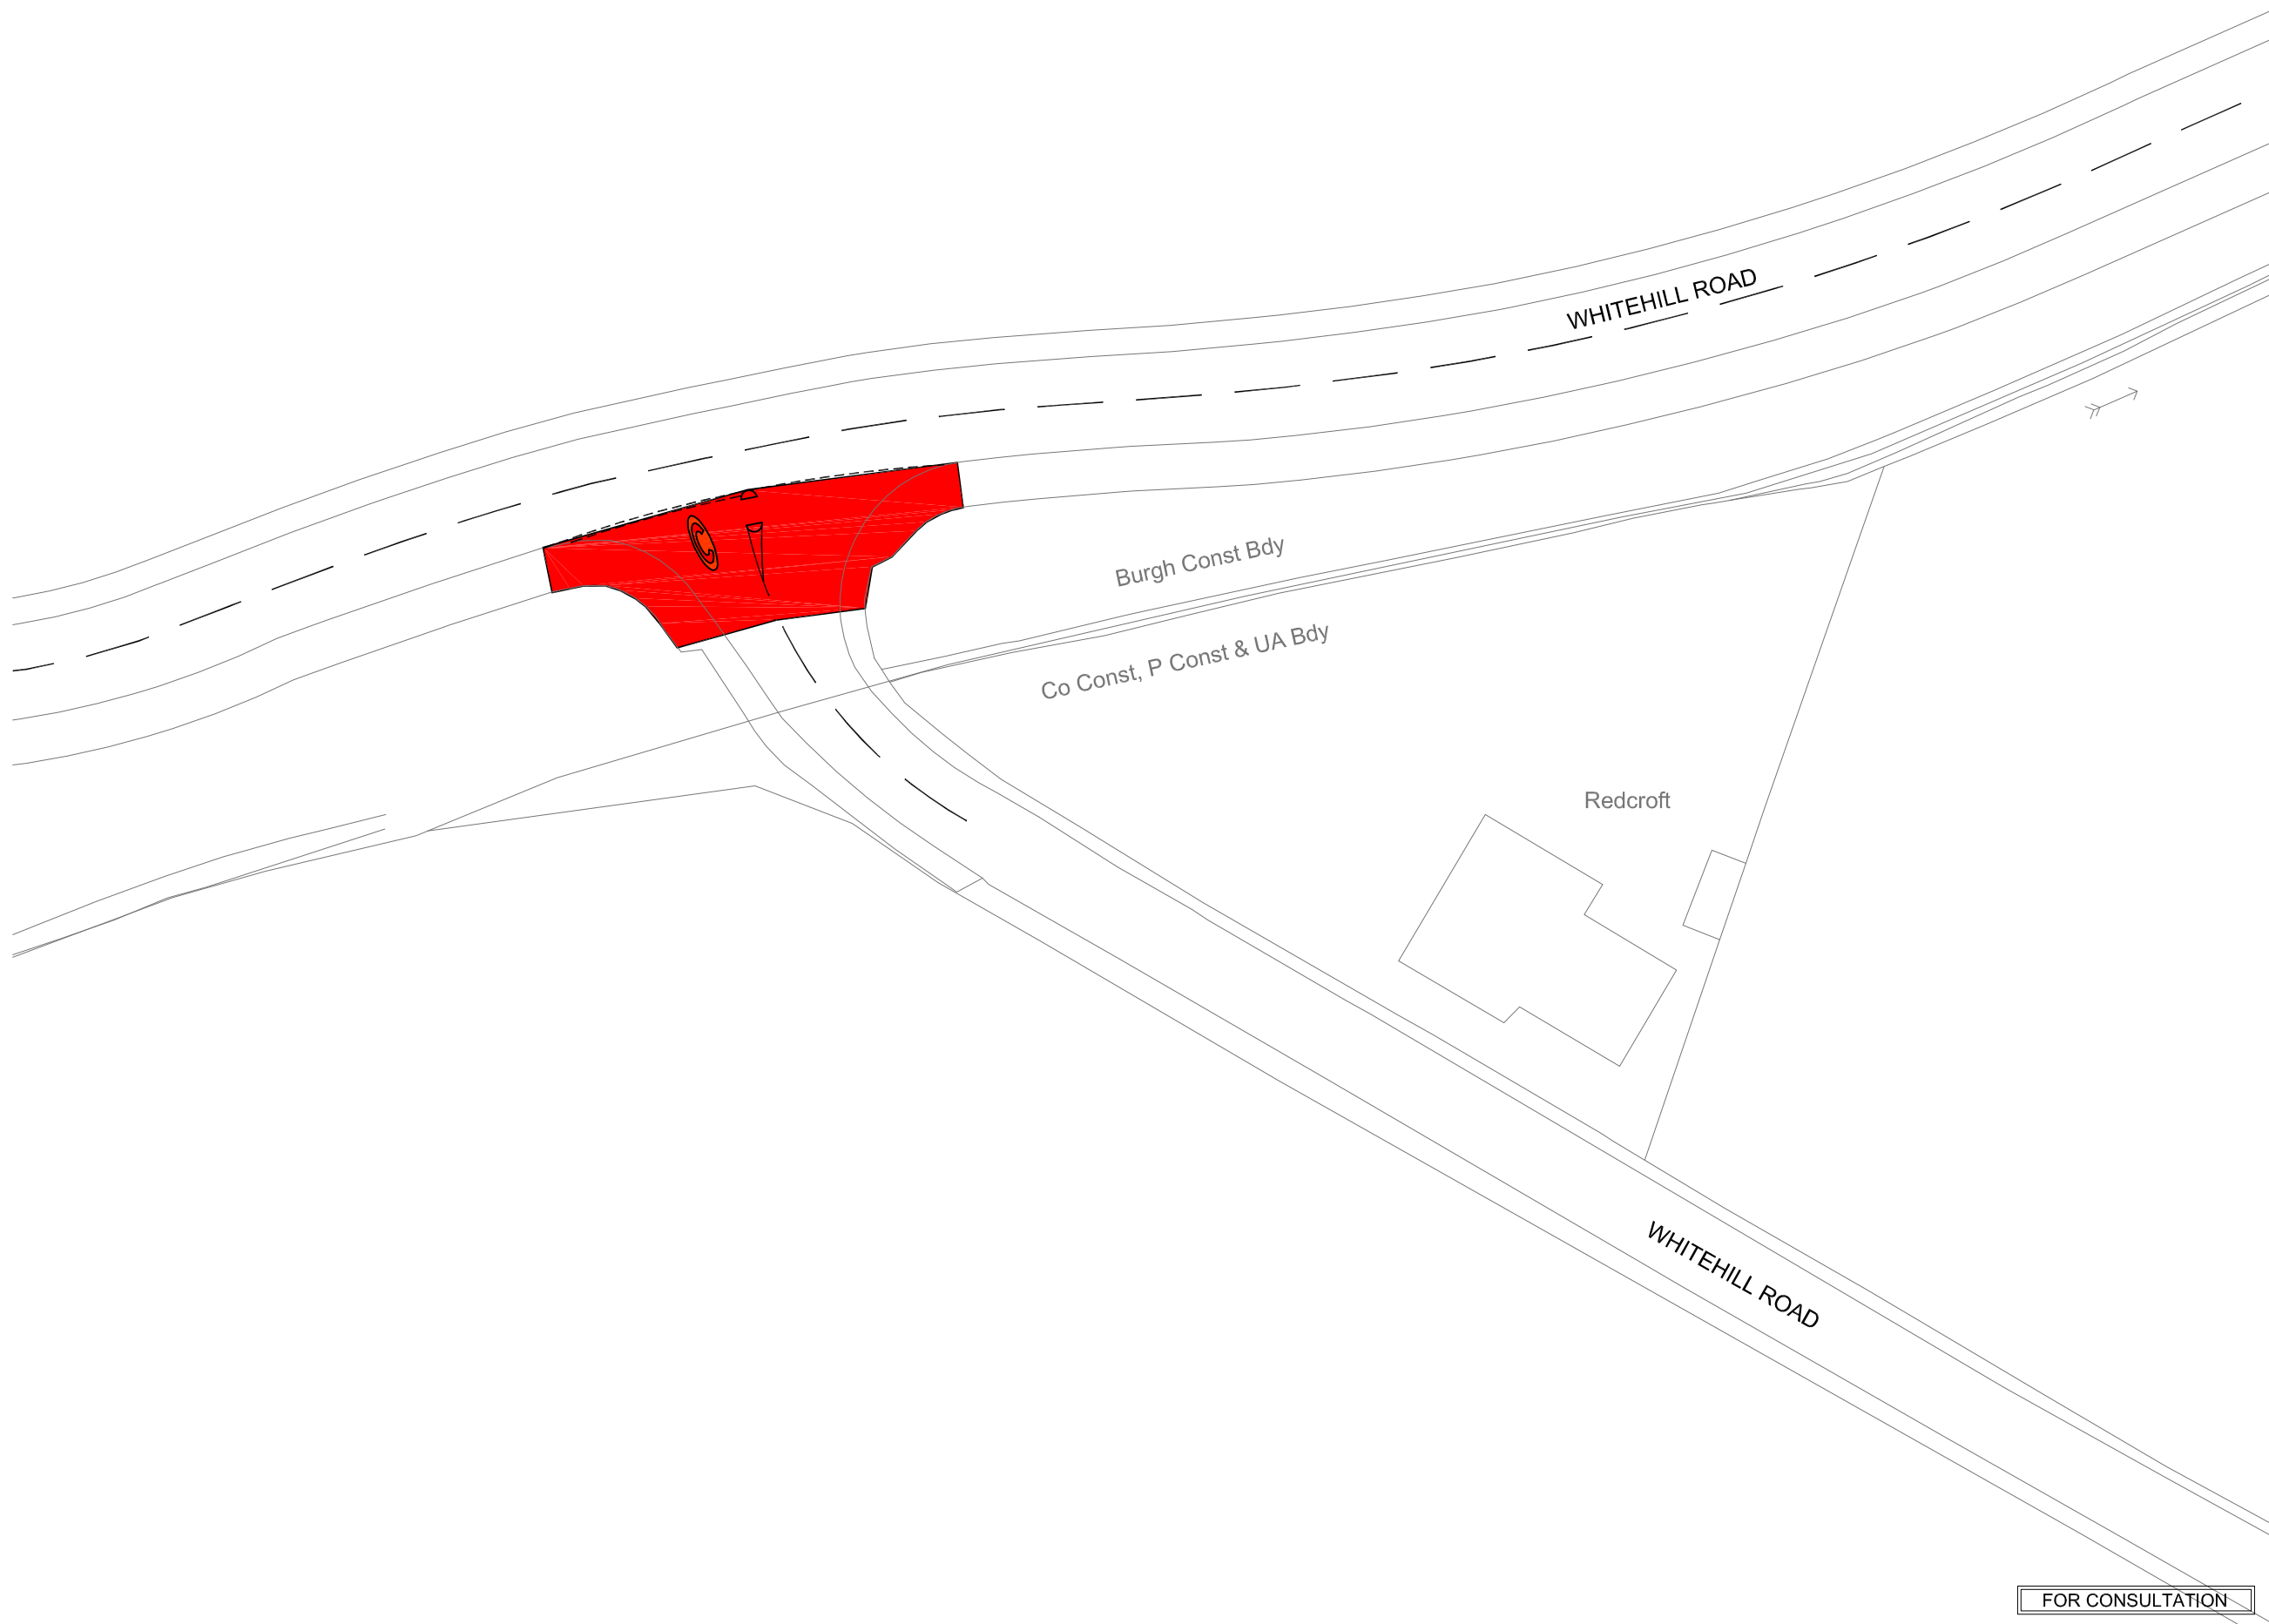 WHITEHILL ROAD
Burgh Const Bdy
Co Const, P Const & UA Bdy
Redcroft
WHITEHILL ROAD
FOR CONSULTATION